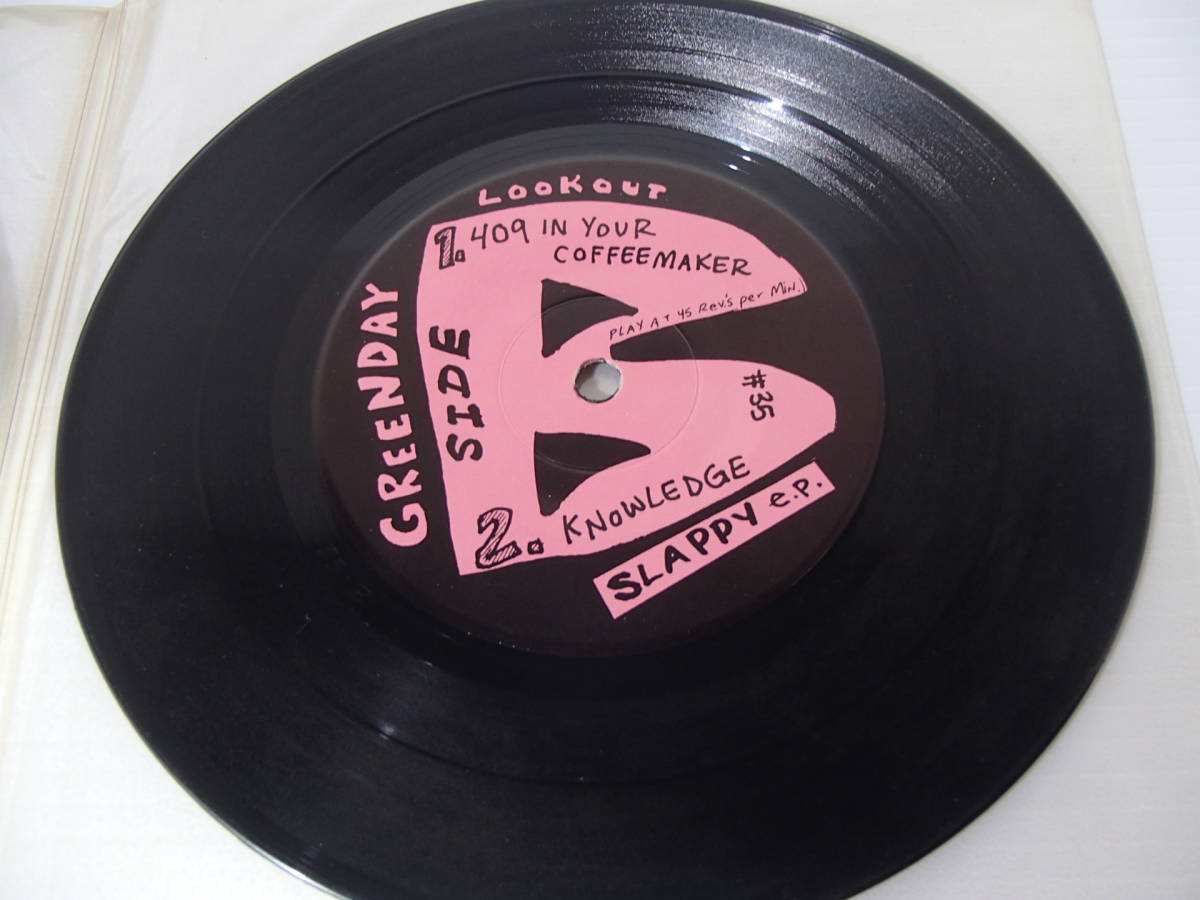 LOOKOUT
GREENDAY
SIDE
B
1. 409 IN YOUR
COFFEEMAKER
PLAY AT 45 Rev's per Min.
#35
2. KNOWLEDGE
SLAPPY e.p.